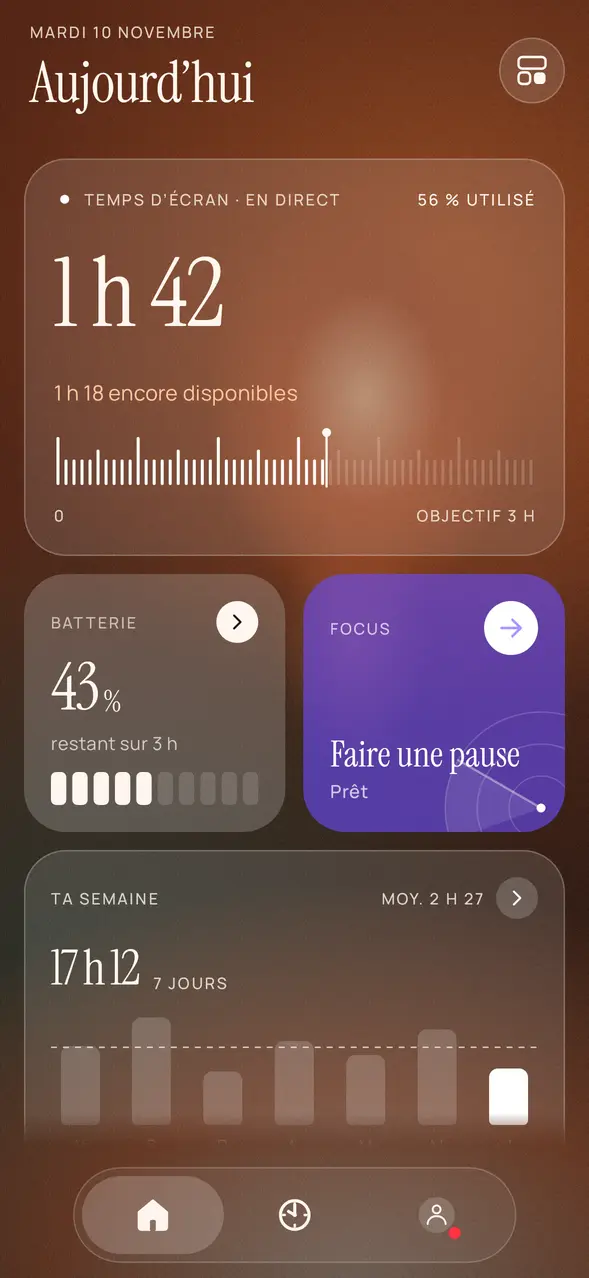 MARDI 10 NOVEMBRE
Aujourd’hui
TEMPS D’ÉCRAN · EN DIRECT
56 % UTILISÉ
1 h 42
1 h 18 encore disponibles
0
OBJECTIF 3 H
BATTERIE
43 %
restant sur 3 h
FOCUS
Faire une pause
Prêt
TA SEMAINE
MOY. 2 H 27
17 h 12
7 JOURS